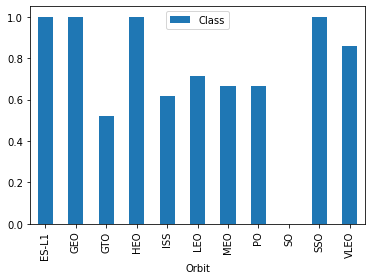 Class
1.0
0.8
0.6
0.4
0.2
0.0
ES-L1
GEO
GTO
HEO
ISS
LEO
MEO
PO
SO
SSO
VLEO
Orbit